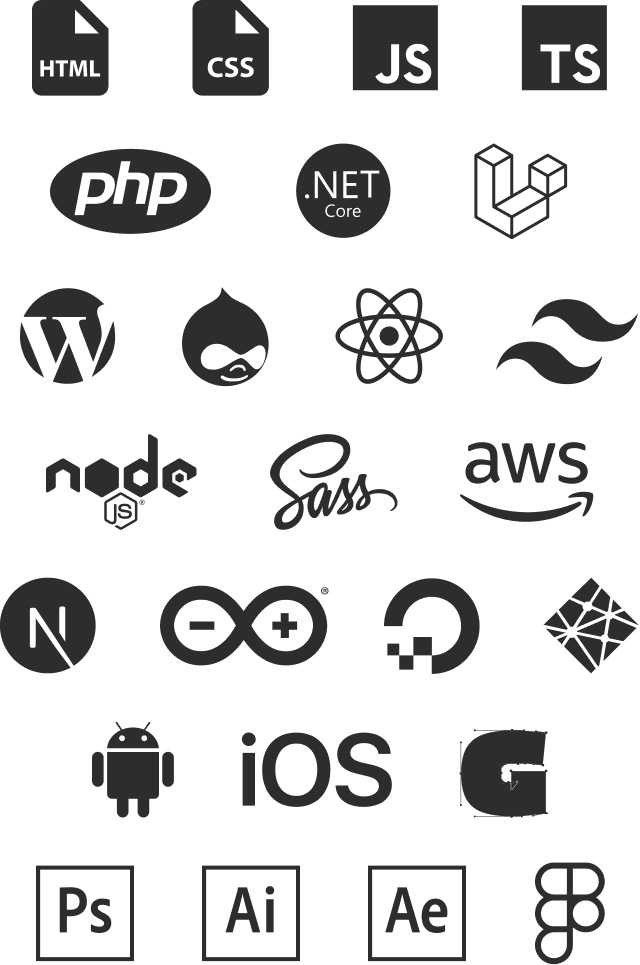 HTML
CSS
JS
TS
php
.NET
Core
W
node
JS
®
Sass
aws
N
®
iOS
G
Ps
Ai
Ae